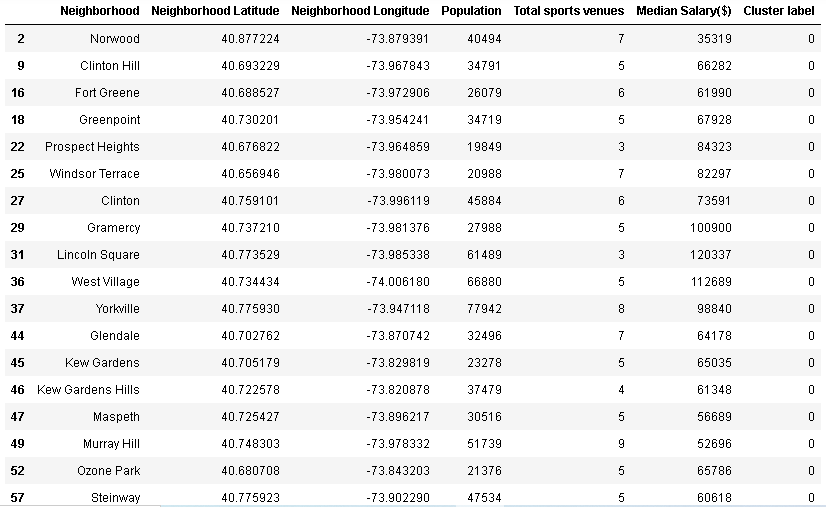 Neighborhood Neighborhood Latitude Neighborhood Longitude Population Total sports venues Median Salary($) Cluster label
2 Norwood 40.877224 -73.879391 40494 7 35319 0
9 Clinton Hill 40.693229 -73.967843 34791 5 66282 0
16 Fort Greene 40.688527 -73.972906 26079 6 61990 0
18 Greenpoint 40.730201 -73.954241 34719 5 67928 0
22 Prospect Heights 40.676822 -73.964859 19849 3 84323 0
25 Windsor Terrace 40.656946 -73.980073 20988 7 82297 0
27 Clinton 40.759101 -73.996119 45884 6 73591 0
29 Gramercy 40.737210 -73.981376 27988 5 100900 0
31 Lincoln Square 40.773529 -73.985338 61489 3 120337 0
36 West Village 40.734434 -74.006180 66880 5 112689 0
37 Yorkville 40.775930 -73.947118 77942 8 98840 0
44 Glendale 40.702762 -73.870742 32496 7 64178 0
45 Kew Gardens 40.705179 -73.829819 23278 5 65035 0
46 Kew Gardens Hills 40.722578 -73.820878 37479 4 61348 0
47 Maspeth 40.725427 -73.896217 30516 5 56689 0
49 Murray Hill 40.748303 -73.978332 51739 9 52696 0
52 Ozone Park 40.680708 -73.843203 21376 5 65786 0
57 Steinway 40.775923 -73.902290 47534 5 60618 0